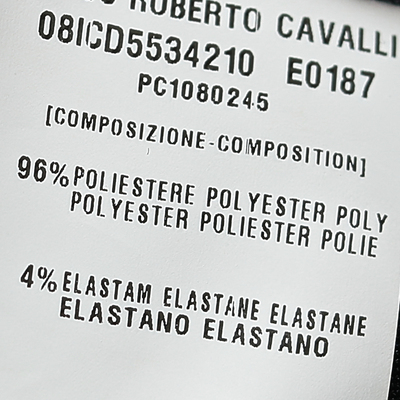 ROBERTO CAVALLI
08ICD5534210 E0187
PC1080245
[COMPOSIZIONE-COMPOSITION]
96% POLIESTERE POLYESTER POLY
POLYESTER POLIESTER POLIE
4% ELASTAM ELASTANE ELASTANE
ELASTANO ELASTANO